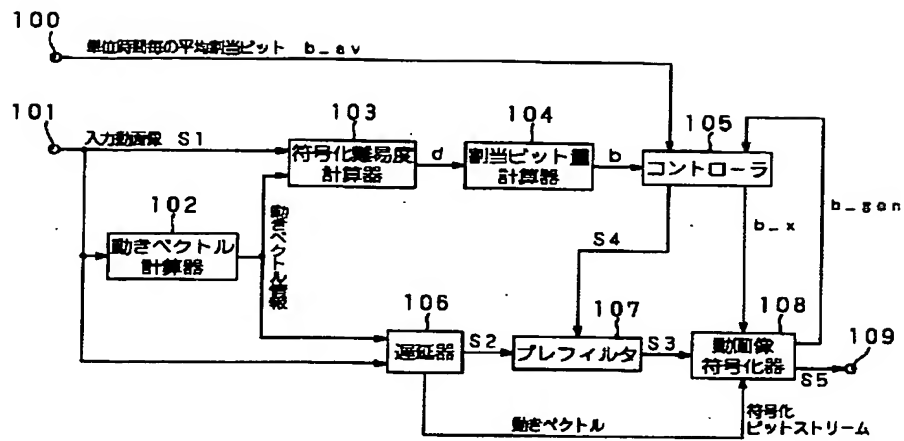 100
単位時間毎の平均割当ビット b_av
101
入力動画像 S1
103
符号化難易度
計算器
d
104
割当ビット量
計算器
b
105
コントローラ
b_gen
102
動きベクトル
計算器
動きベクトル情報
S4
b_x
106
遅延器
S2
107
プレフィルタ
S3
108
動画像
符号化器
109
S5
動きベクトル
符号化
ビットストリーム